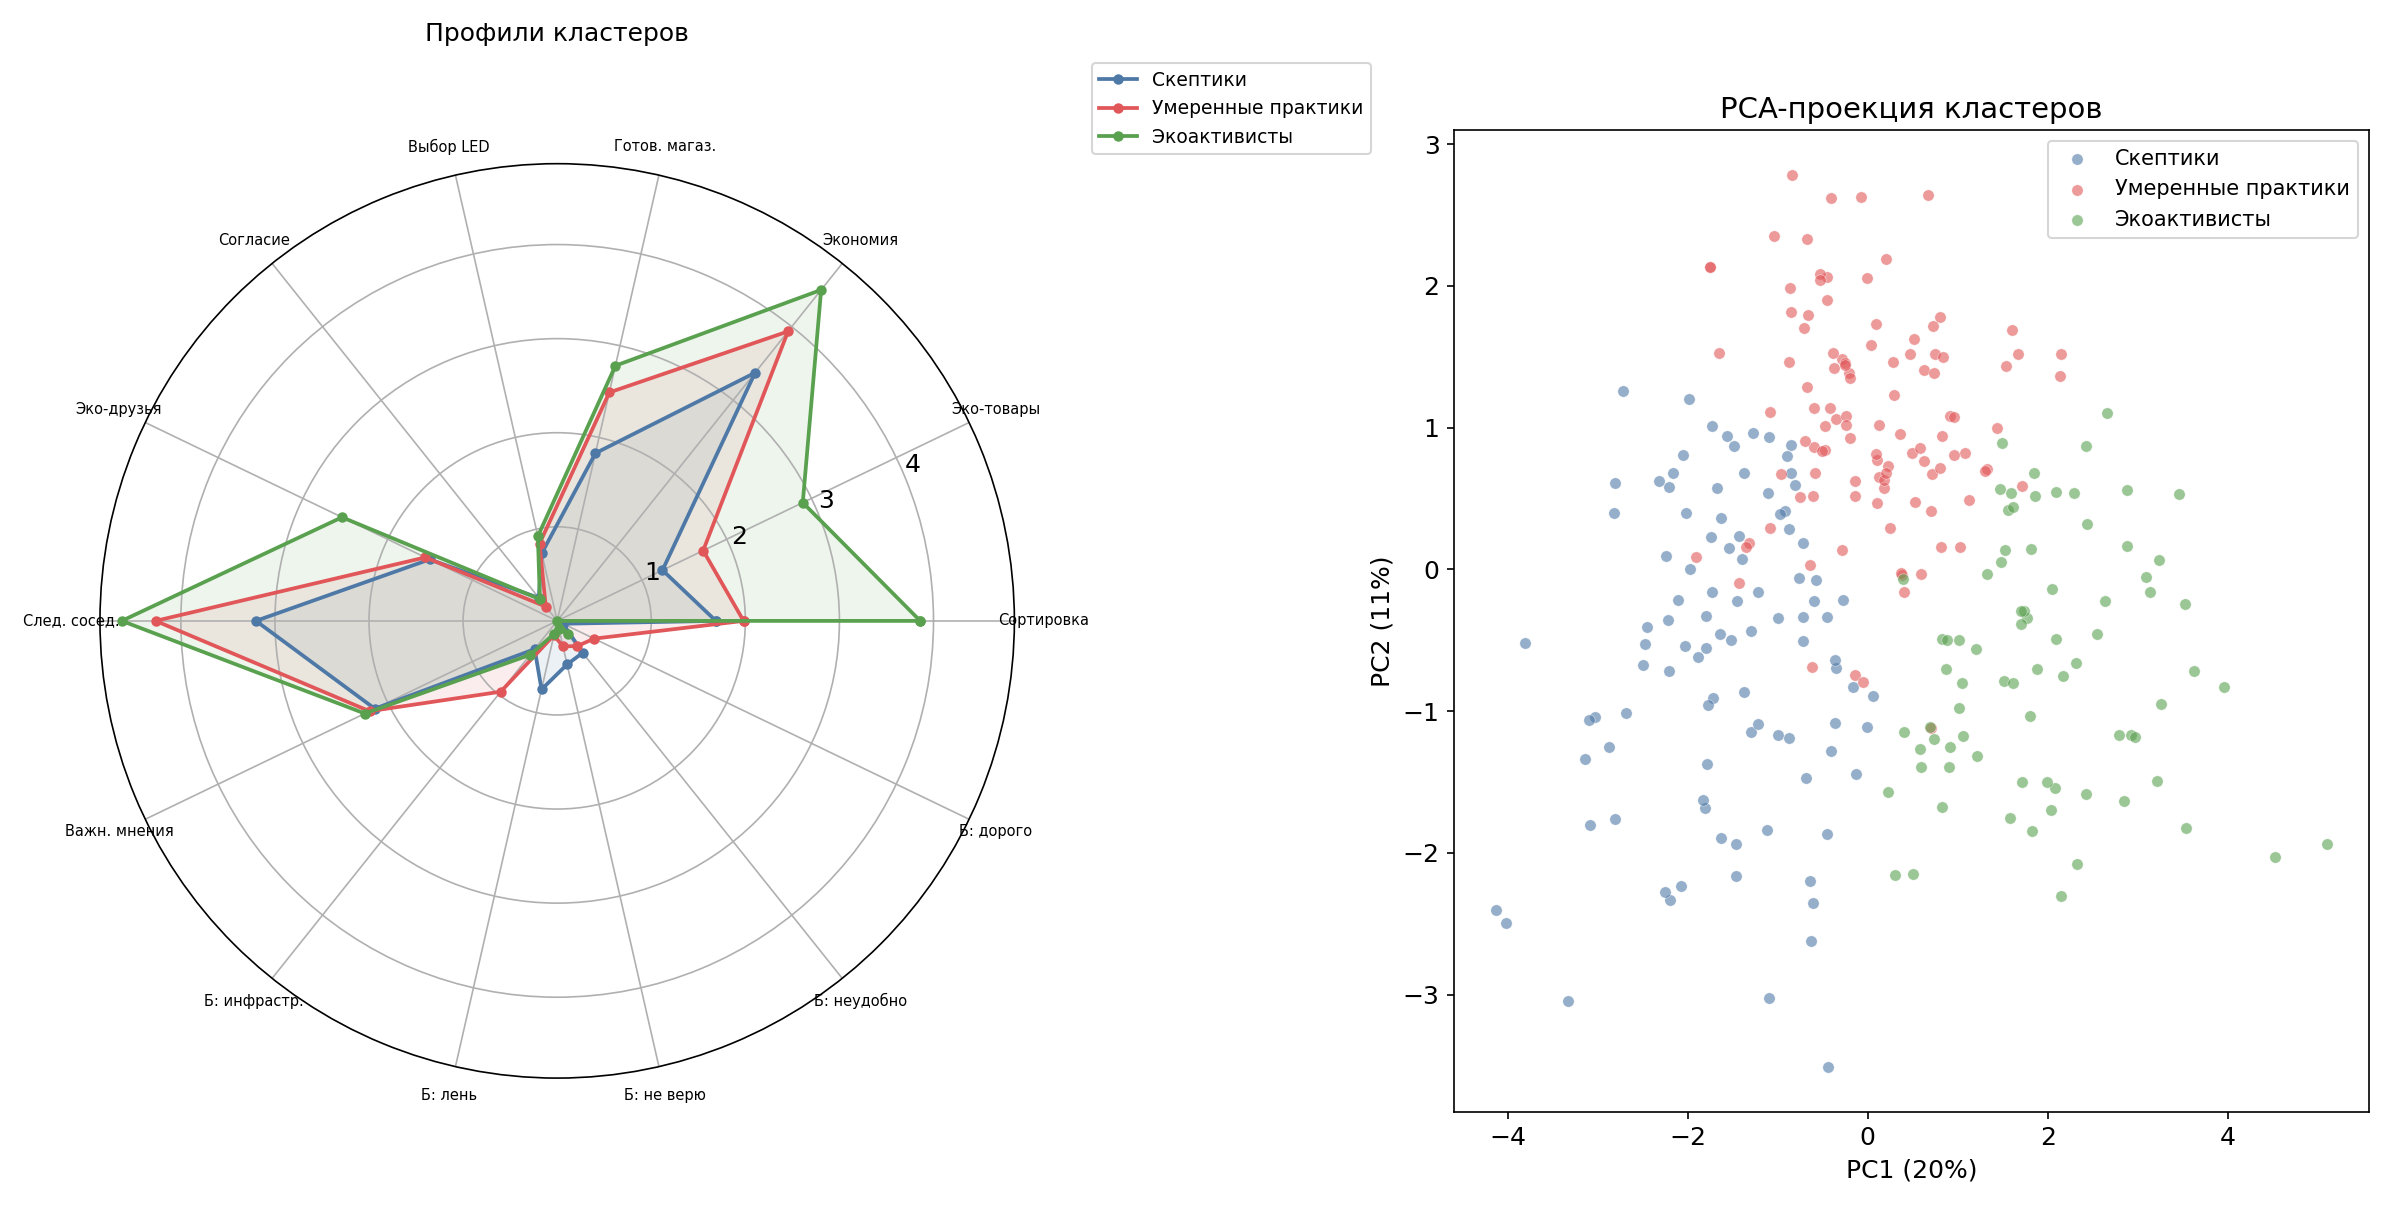 Профили кластеров
Скептики
Умеренные практики
Экоактивисты
Выбор LED
Готов. магаз.
Согласие
Экономия
Эко-друзья
Эко-товары
След. сосед.
Сортировка
Важн. мнения
Б: дорого
Б: инфрастр.
Б: неудобно
Б: лень
Б: не верю
4
3
2
1
PCA-проекция кластеров
Скептики
Умеренные практики
Экоактивисты
3
2
1
0
−1
−2
−3
PC2 (11%)
−4
−2
0
2
4
PC1 (20%)